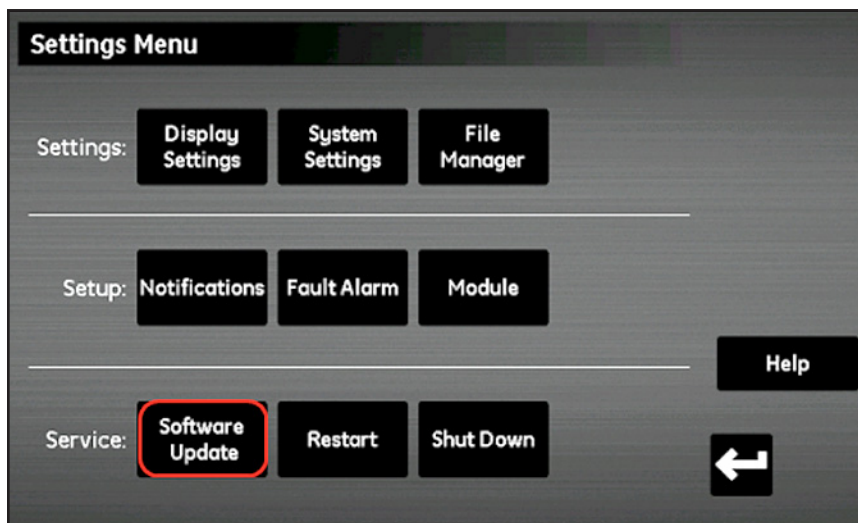 Settings Menu
Settings:
Display
Settings
System
Settings
File
Manager
Setup:
Notifications
Fault Alarm
Module
Help
Service:
Software
Update
Restart
Shut Down